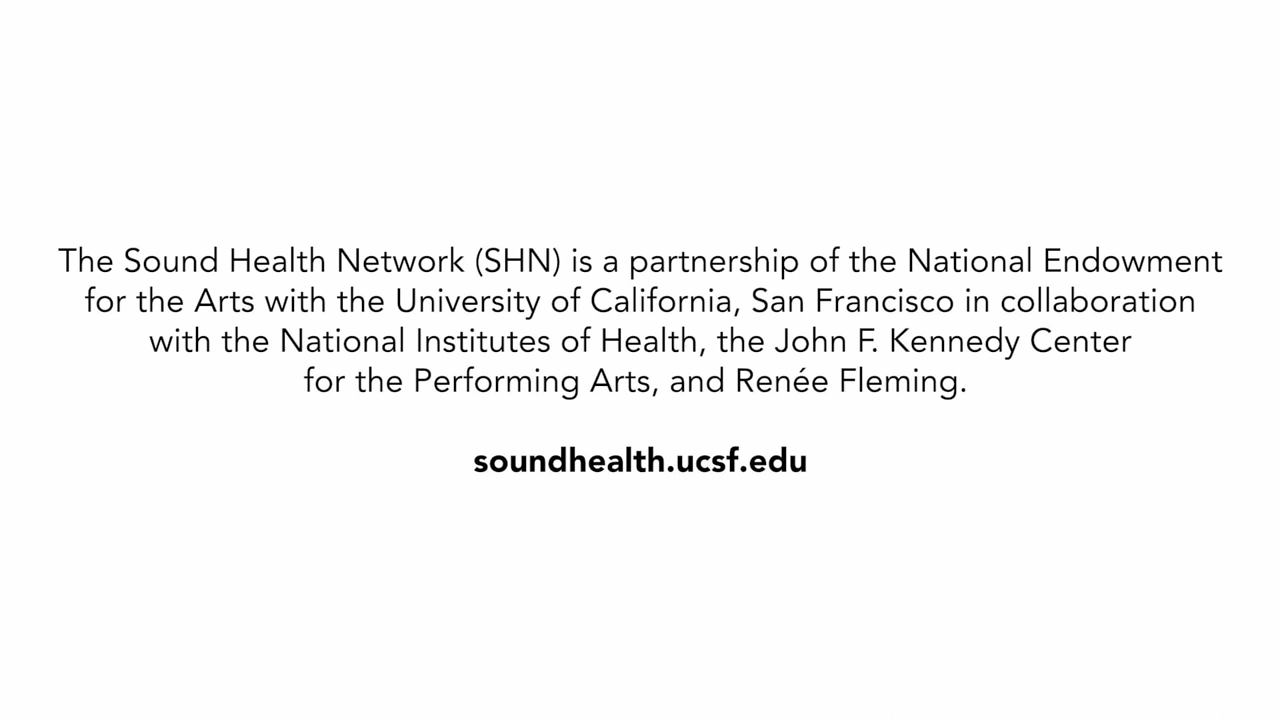 The Sound Health Network (SHN) is a partnership of the National Endowment
for the Arts with the University of California, San Francisco in collaboration
with the National Institutes of Health, the John F. Kennedy Center
for the Performing Arts, and Renée Fleming.
soundhealth.ucsf.edu